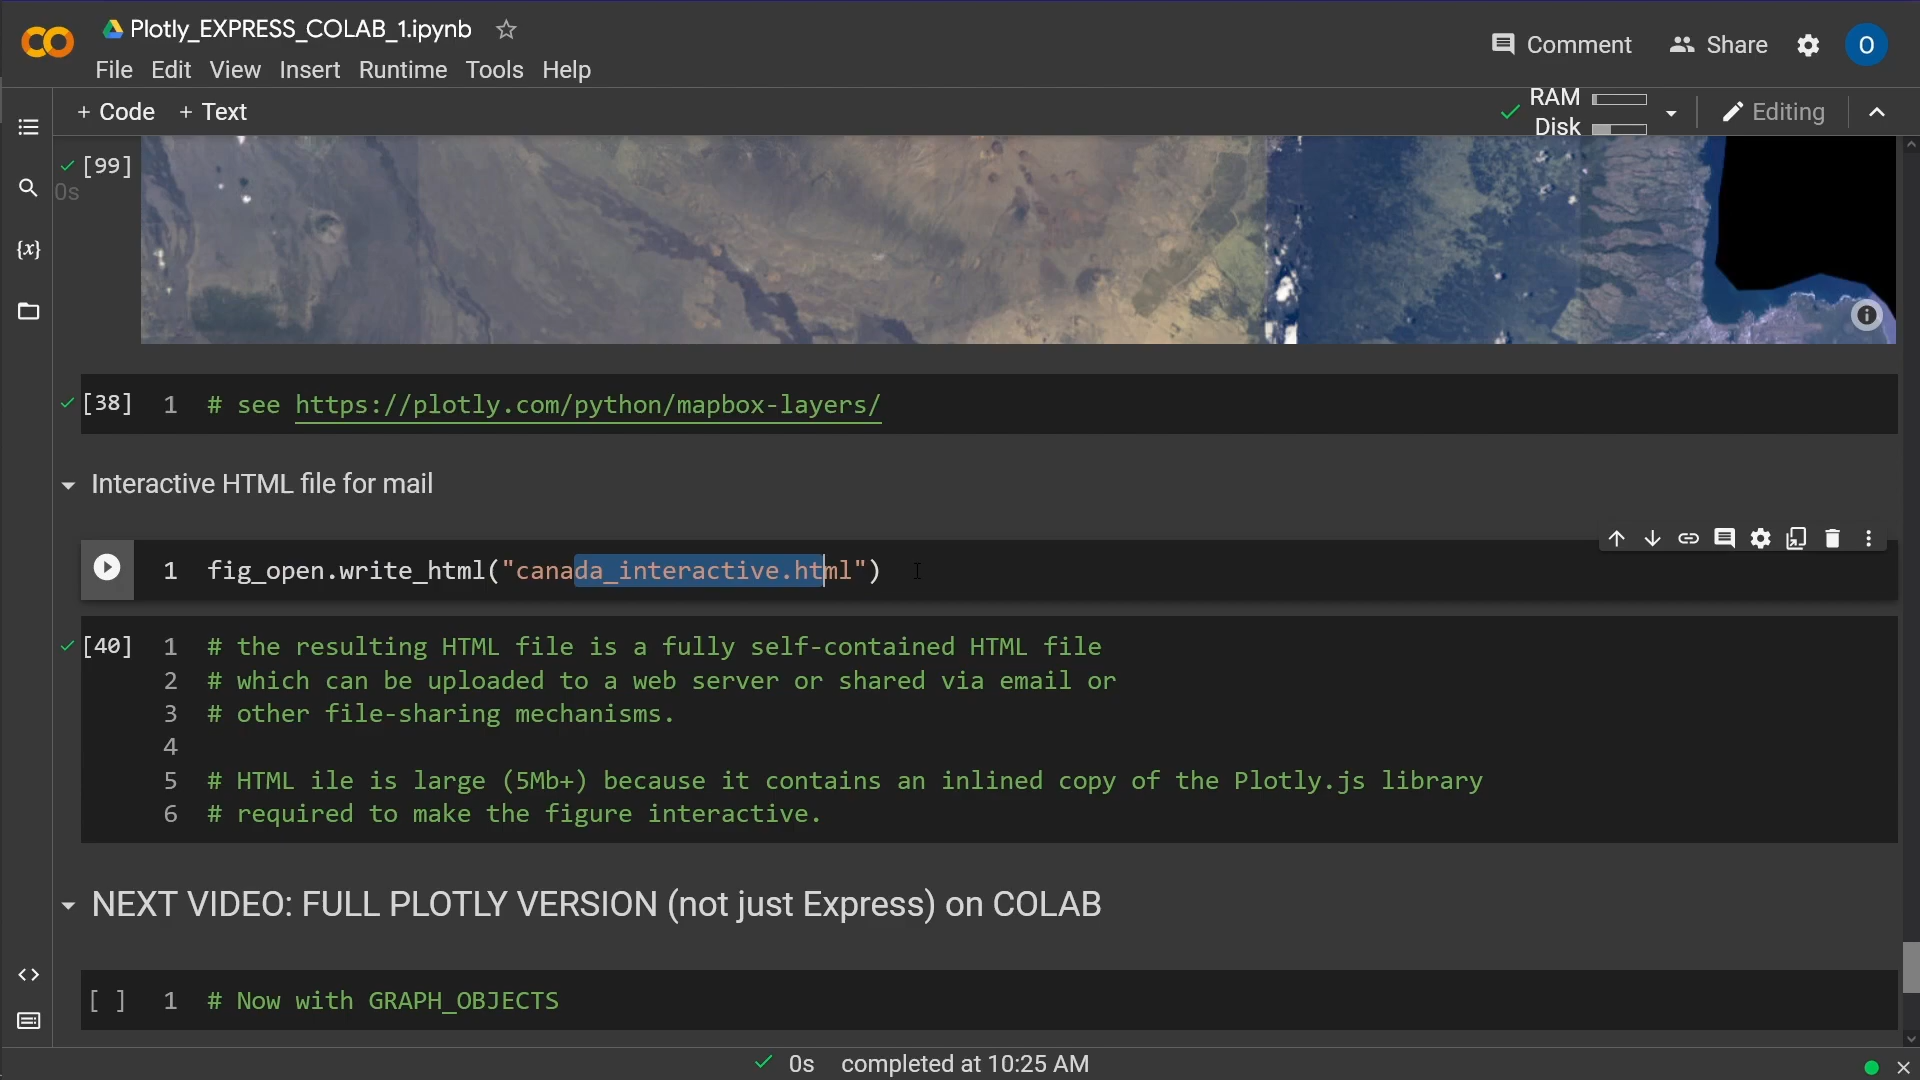 Plotly_EXPRESS_COLAB_1.ipynb
File Edit View Insert Runtime Tools Help
Comment Share O
+ Code + Text
RAM
Disk
Editing
[99]
0s
[38] 1 # see https://plotly.com/python/mapbox-layers/
Interactive HTML file for mail
1 fig_open.write_html("canada_interactive.html")
[40] 1 # the resulting HTML file is a fully self-contained HTML file
2 # which can be uploaded to a web server or shared via email or
3 # other file-sharing mechanisms.
4
5 # HTML ile is large (5Mb+) because it contains an inlined copy of the Plotly.js library
6 # required to make the figure interactive.
NEXT VIDEO: FULL PLOTLY VERSION (not just Express) on COLAB
[ ] 1 # Now with GRAPH_OBJECTS
0s completed at 10:25 AM